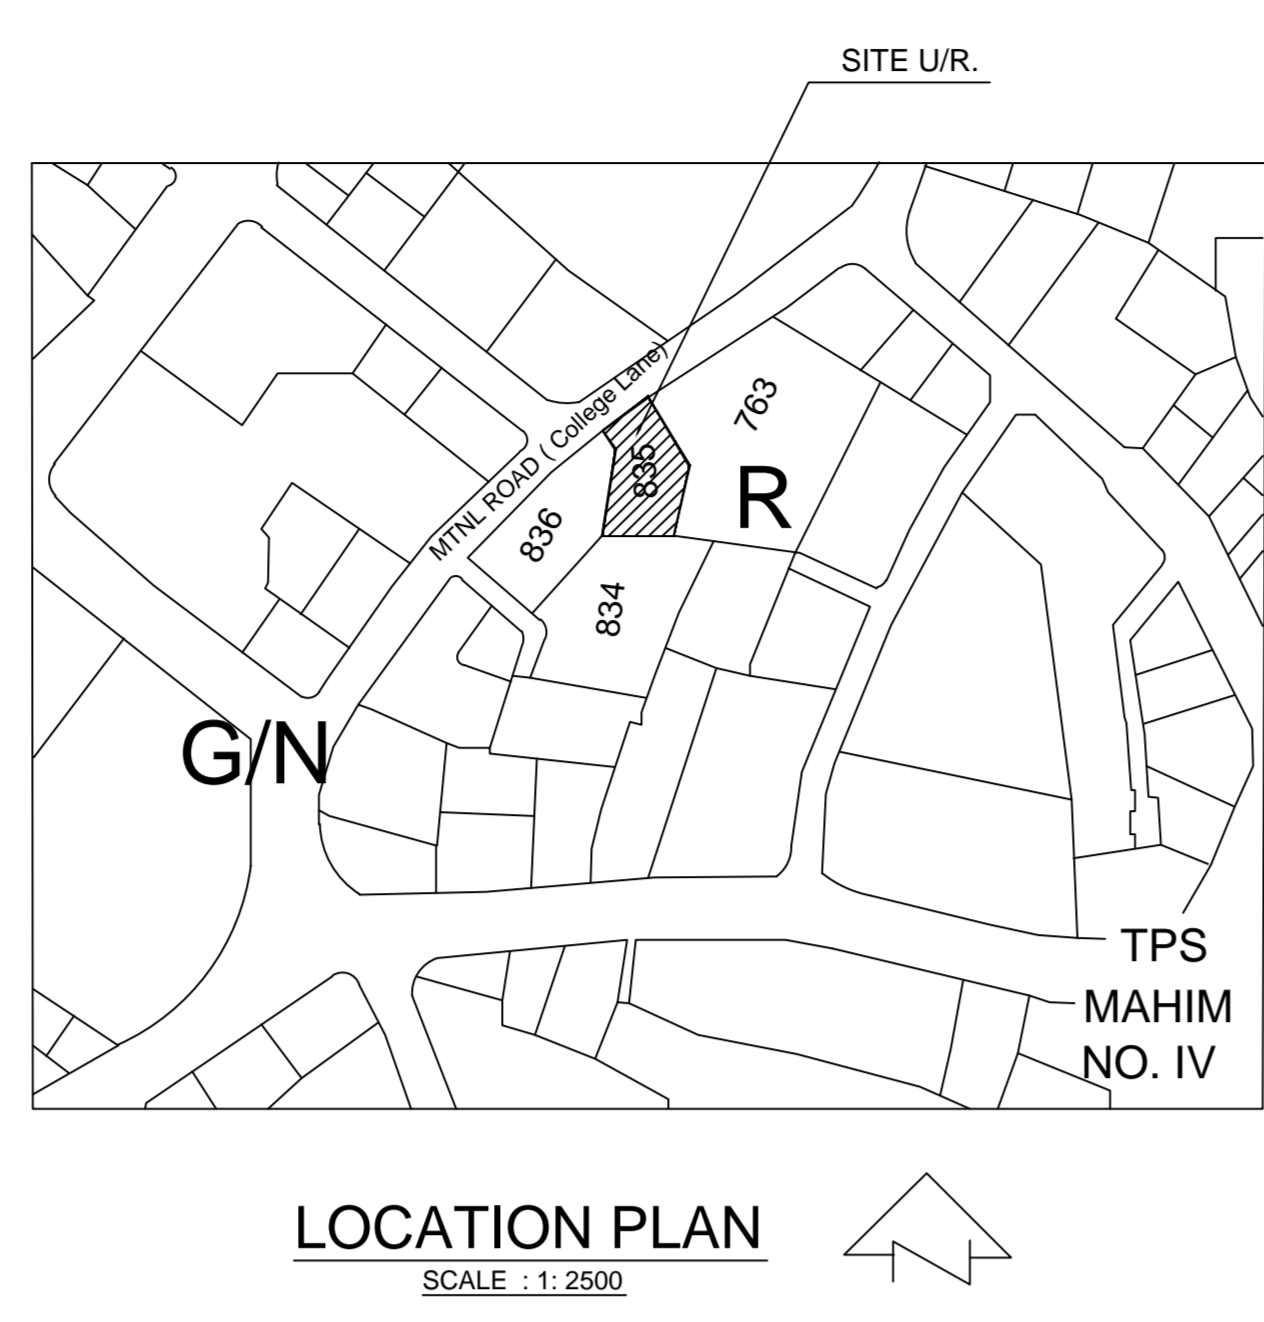 SITE U/R.
MTNL ROAD ( College Lane)
763
835
R
836
834
G/N
TPS
MAHIM
NO. IV
LOCATION PLAN
SCALE : 1: 2500
N